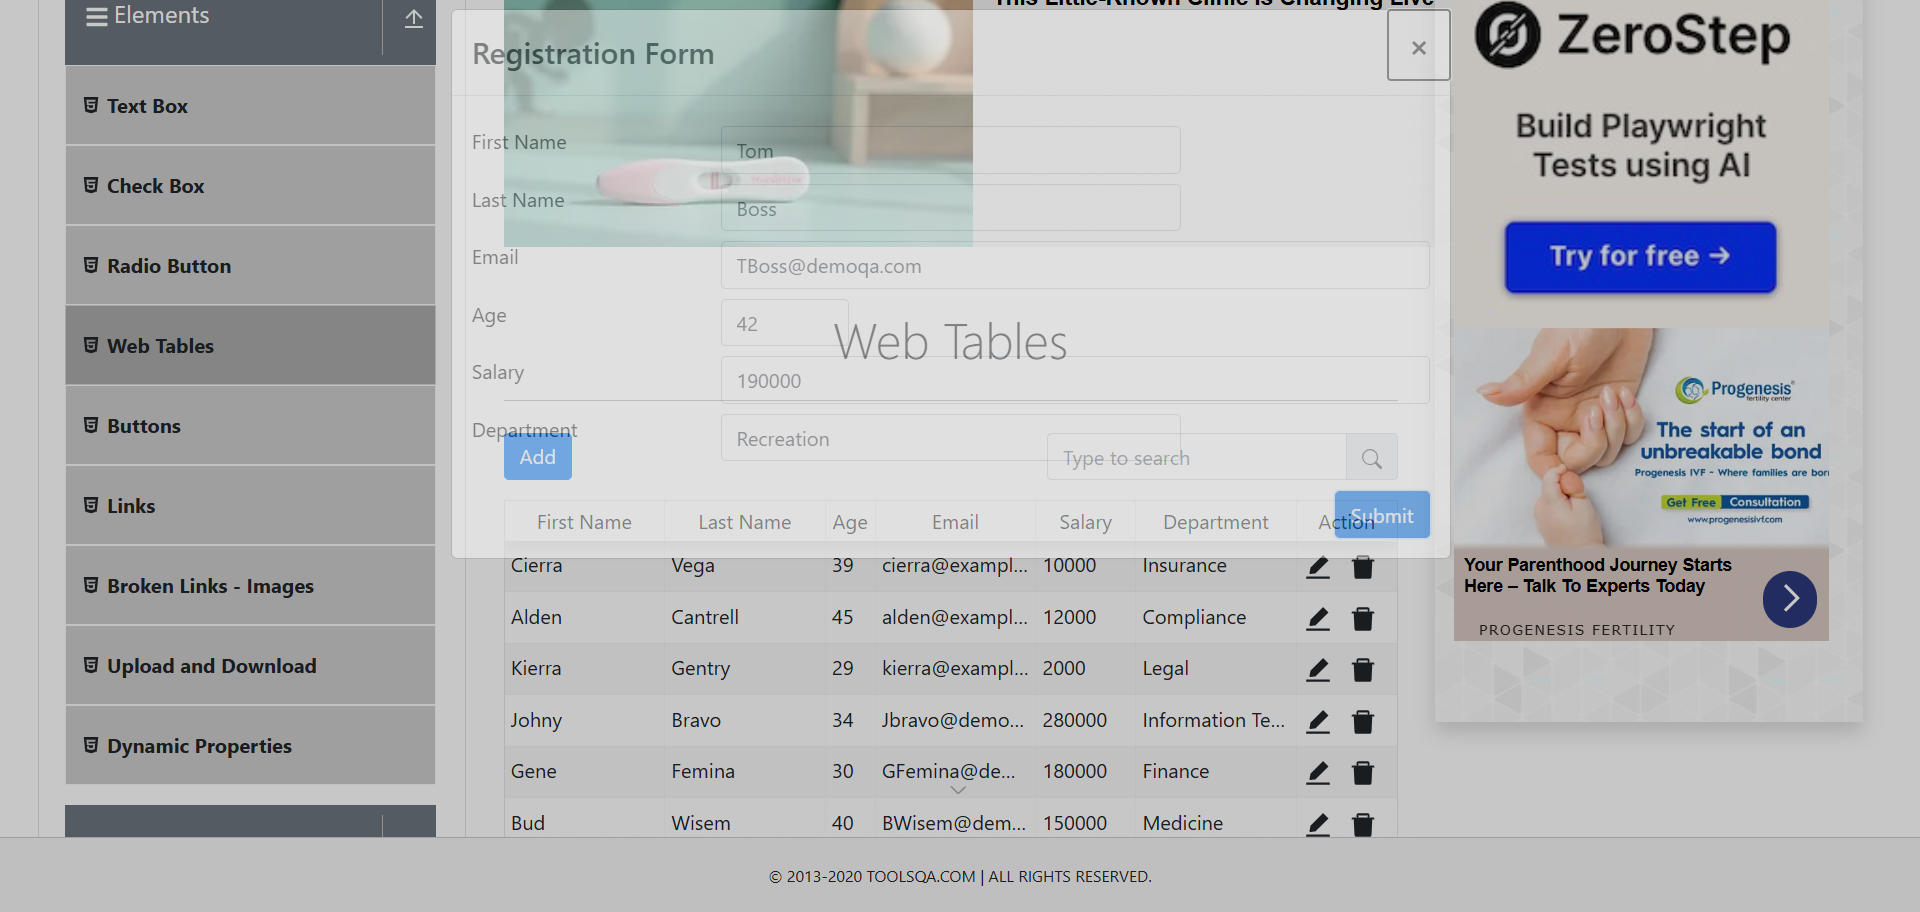 Elements
Text Box
Check Box
Radio Button
Web Tables
Buttons
Links
Broken Links - Images
Upload and Download
Dynamic Properties
This Little-Known Clinic Is Changing Live
Registration Form
×
First Name
Tom
Last Name
Boss
Email
TBoss@demoqa.com
Age
42
Salary
190000
Department
Recreation
Submit
Web Tables
Add
Type to search
First Name Last Name Age Email Salary Department Action
Cierra Vega 39 cierra@exampl... 10000 Insurance
Alden Cantrell 45 alden@exampl... 12000 Compliance
Kierra Gentry 29 kierra@exampl... 2000 Legal
Johny Bravo 34 Jbravo@demo... 280000 Information Te...
Gene Femina 30 GFemina@de... 180000 Finance
Bud Wisem 40 BWisem@dem... 150000 Medicine
ZeroStep
Build Playwright
Tests using AI
Try for free →
Progenesis
fertility center
The start of an
unbreakable bond
Progenesis IVF - Where families are bor
Get Free Consultation
www.progenesisivf.com
Your Parenthood Journey Starts
Here – Talk To Experts Today
PROGENESIS FERTILITY
© 2013-2020 TOOLSQA.COM | ALL RIGHTS RESERVED.